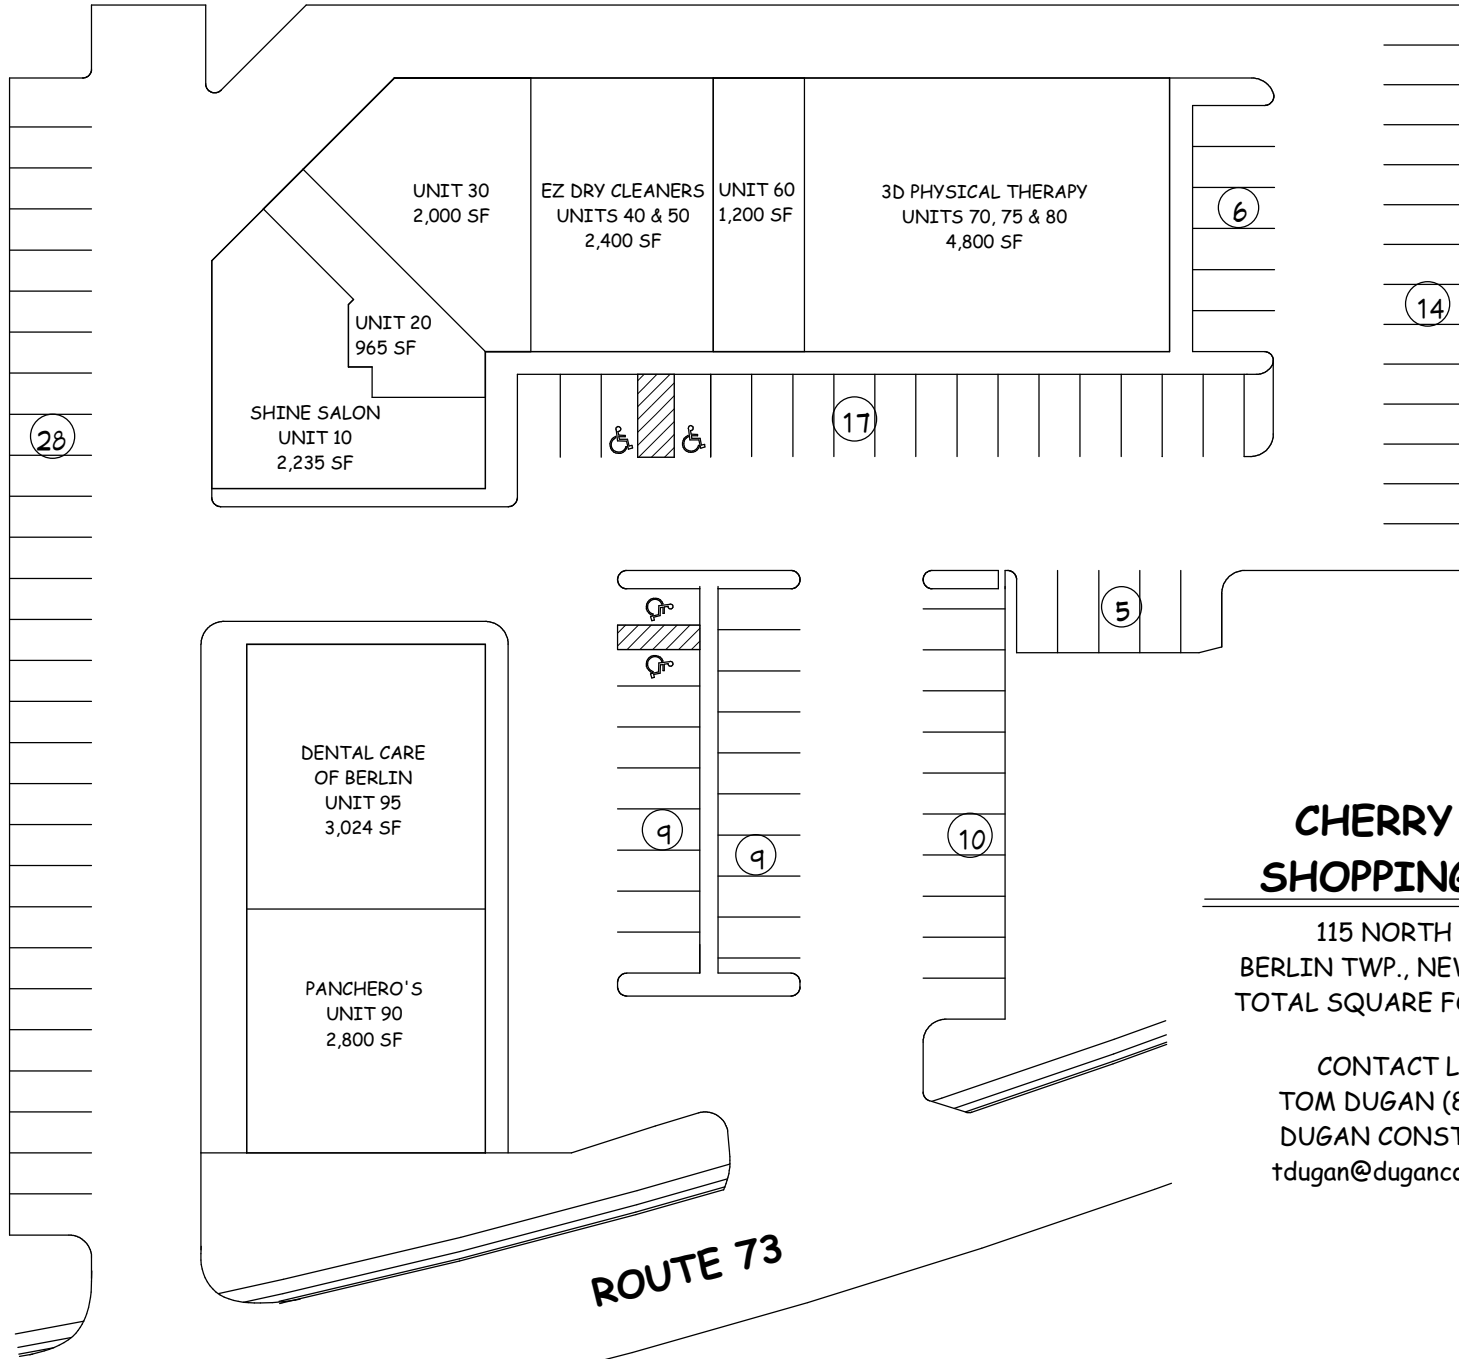 UNIT 30
2,000 SF
EZ DRY CLEANERS
UNITS 40 & 50
2,400 SF
UNIT 60
1,200 SF
3D PHYSICAL THERAPY
UNITS 70, 75 & 80
4,800 SF
6
14
UNIT 20
965 SF
SHINE SALON
UNIT 10
2,235 SF
28
17
5
DENTAL CARE
OF BERLIN
UNIT 95
3,024 SF
9
9
10
PANCHERO'S
UNIT 90
2,800 SF
CHERRY
SHOPPING
115 NORTH
BERLIN TWP., NEW
TOTAL SQUARE FO
CONTACT L
TOM DUGAN (8
DUGAN CONST
tdugan@duganco
ROUTE 73